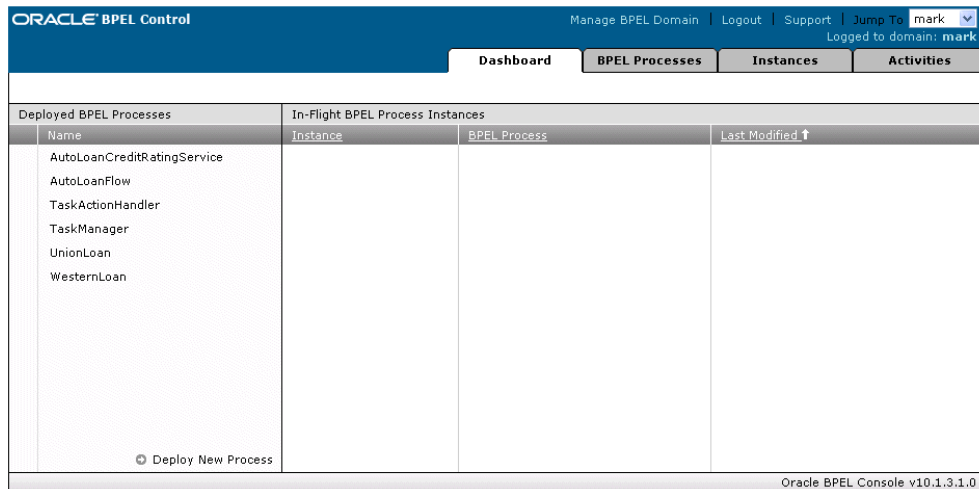 ORACLE BPEL Control
Manage BPEL Domain | Logout | Support | Jump To mark
Logged to domain: mark
Dashboard BPEL Processes Instances Activities
Deployed BPEL Processes In-Flight BPEL Process Instances
Name Instance BPEL Process Last Modified
AutoLoanCreditRatingService
AutoLoanFlow
TaskActionHandler
TaskManager
UnionLoan
WesternLoan
Deploy New Process
Oracle BPEL Console v10.1.3.1.0